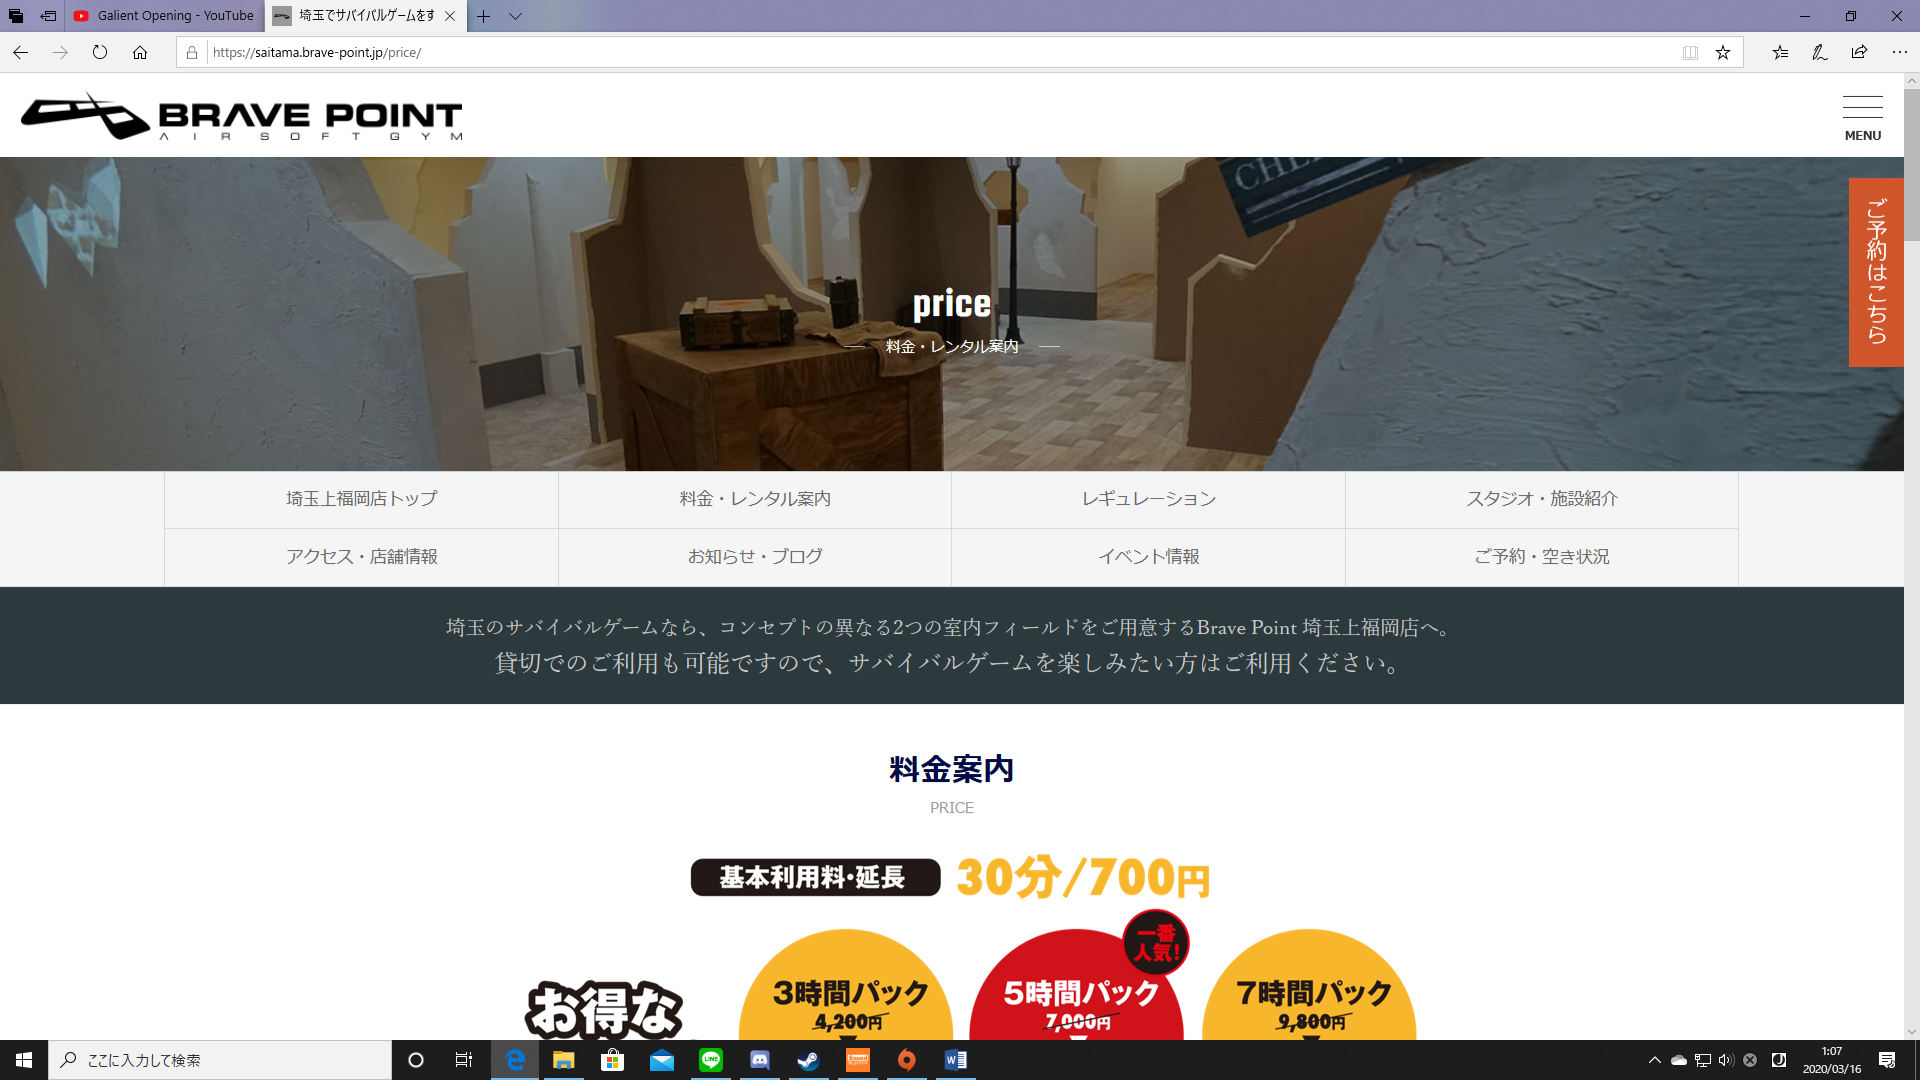 Galient Opening - YouTube
埼玉でサバイバルゲームをす
https://saitama.brave-point.jp/price/
BRAVE POINT
AIRSOFT GYM
MENU
ご予約はこちら
price
料金・レンタル案内
埼玉上福岡店トップ
料金・レンタル案内
レギュレーション
スタジオ・施設紹介
アクセス・店舗情報
お知らせ・ブログ
イベント情報
ご予約・空き状況
埼玉のサバイバルゲームなら、コンセプトの異なる2つの室内フィールドをご用意するBrave Point 埼玉上福岡店へ。
貸切でのご利用も可能ですので、サバイバルゲームを楽しみたい方はご利用ください。
料金案内
PRICE
基本利用料・延長 30分/700円
一番
人気!
お得な
3時間パック
4,200円
5時間パック
7,000円
7時間パック
9,800円
ここに入力して検索
LINE
1:07
2020/03/16